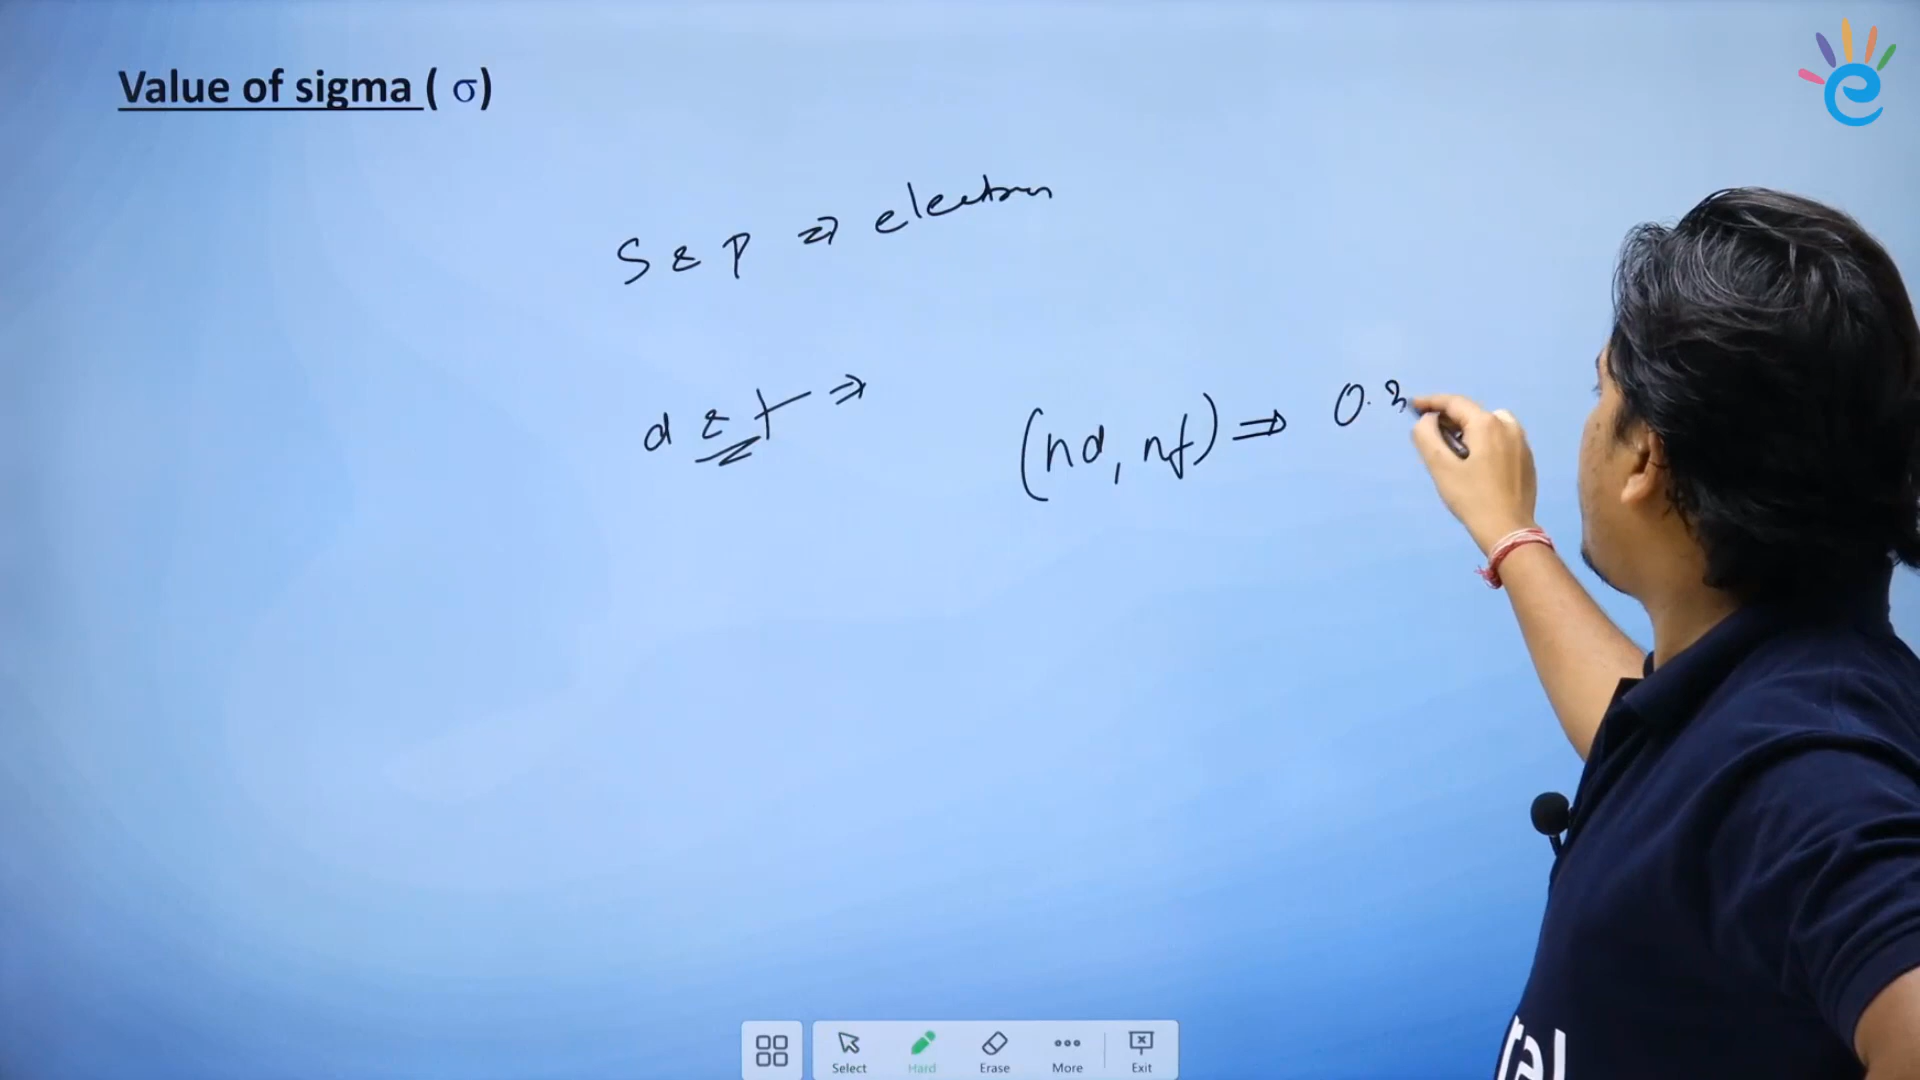 Value of sigma ( σ)
S & P ⇒ electron
d & f ⇒
(nd, nf) ⇒ 0.3
Select
Hard
Erase
More
Exit